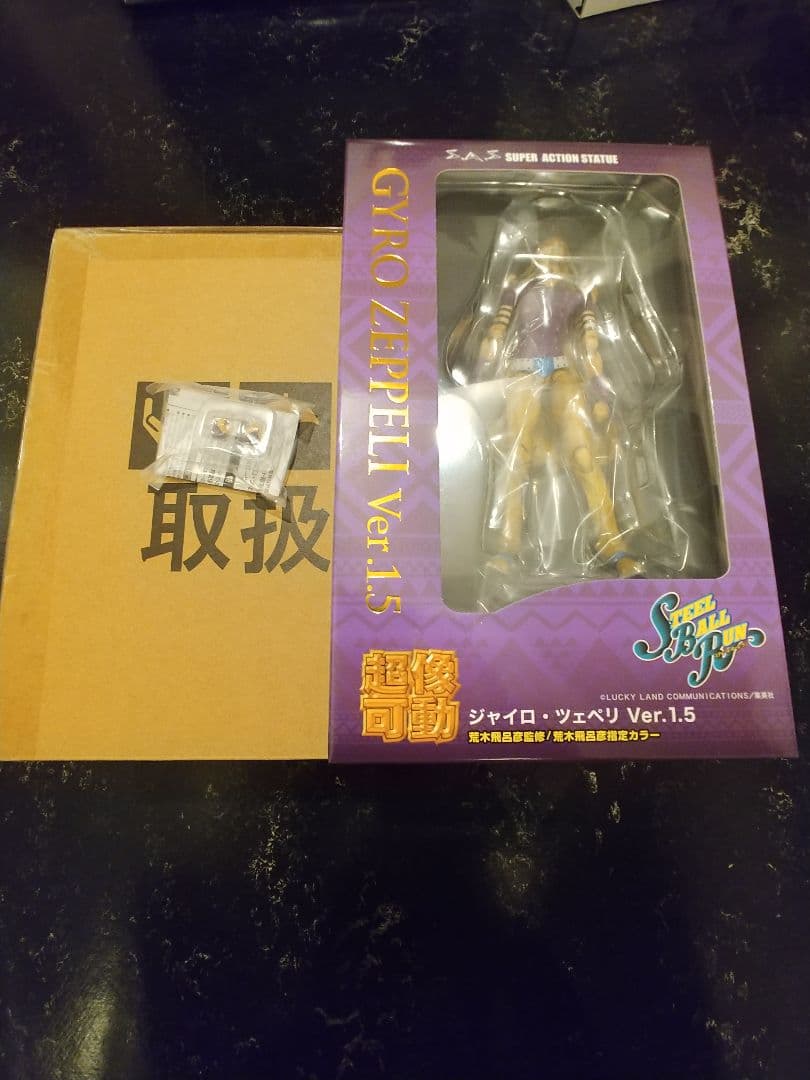 S.A.S SUPER ACTION STATUE
GYRO ZEPPELI Ver.1.5
取扱
STEEL
BALL
RUN
©LUCKY LAND COMMUNICATIONS/集英社
超像
可動
ジャイロ・ツェペリ Ver.1.5
荒木飛呂彦監修/荒木飛呂彦指定カラー